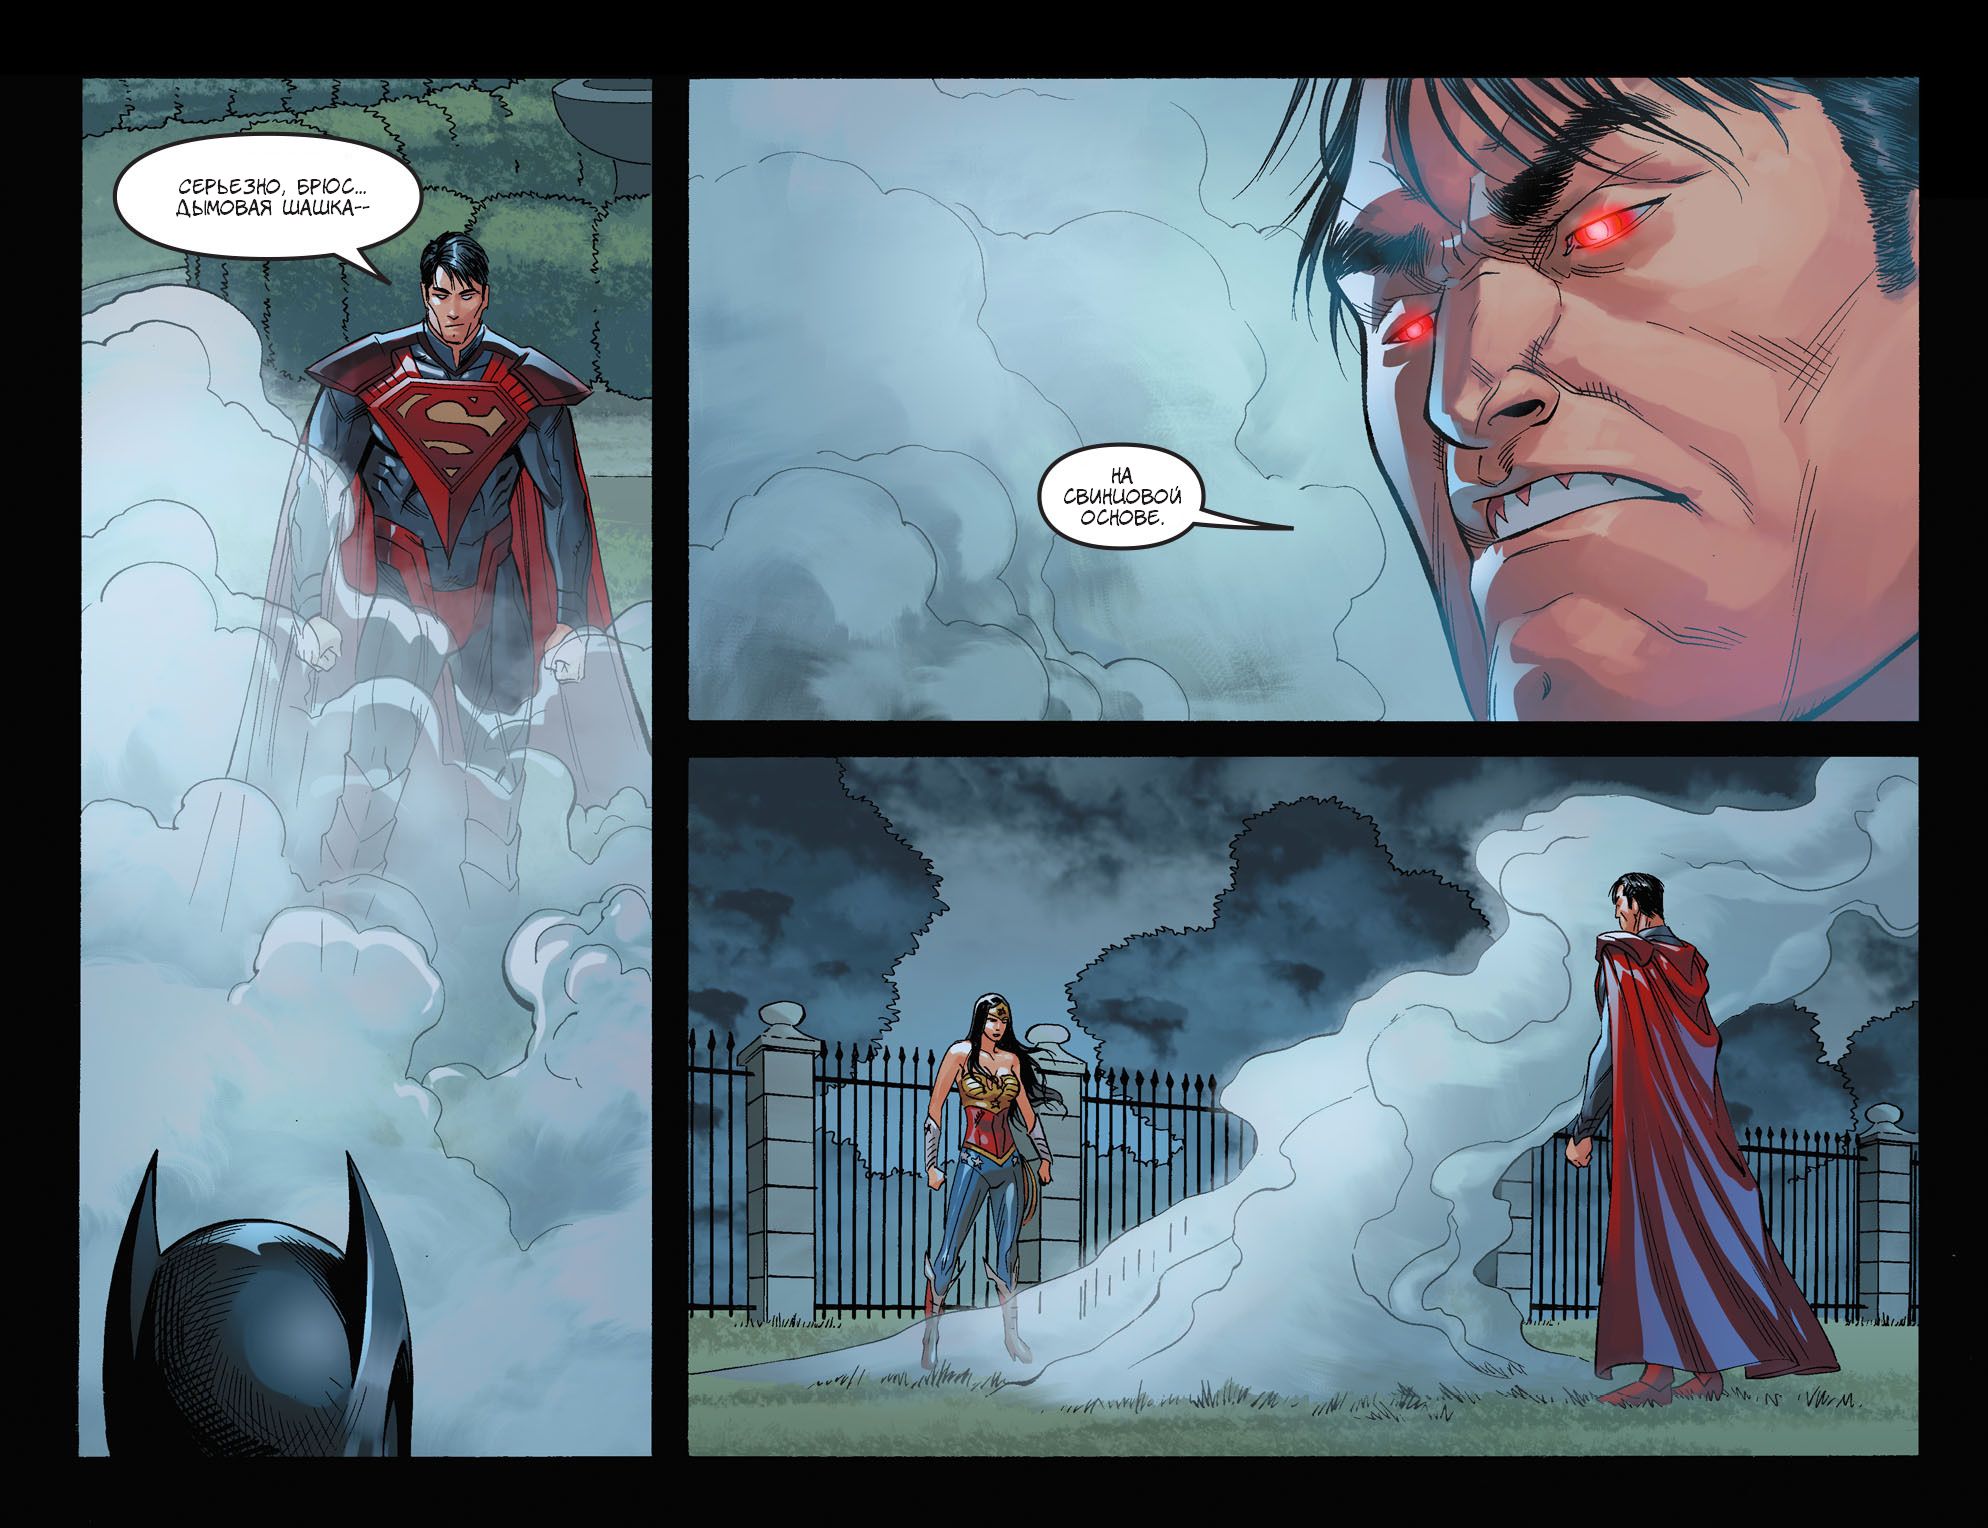 СЕРЬЕЗНО, БРЮС...
ДЫМОВАЯ ШАШКА--
НА
СВИНЦОВОЙ
ОСНОВЕ.